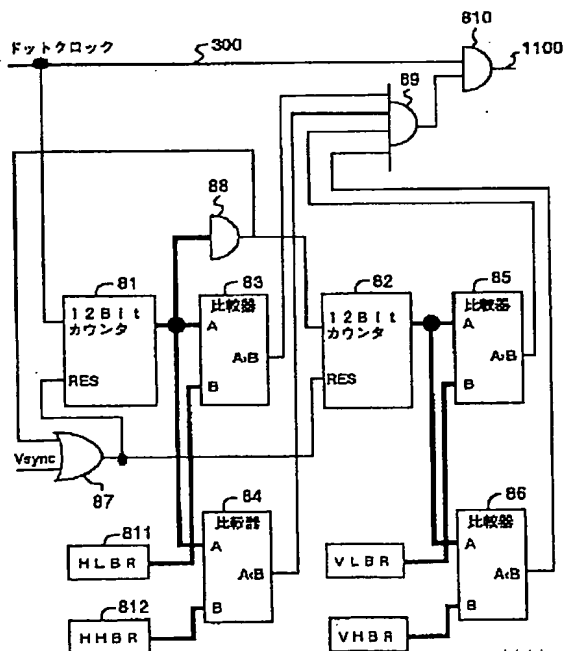 810
ドットクロック
300
1100
89
88
81
83
82
85
12Bit
カウンタ
RES
比較器
A
B
A>B
12Bit
カウンタ
RES
比較器
A
B
A>B
Vsync
87
84
比較器
A
B
A<B
86
比較器
A
B
A<B
811
HLBR
812
HHBR
VLBR
VHBR